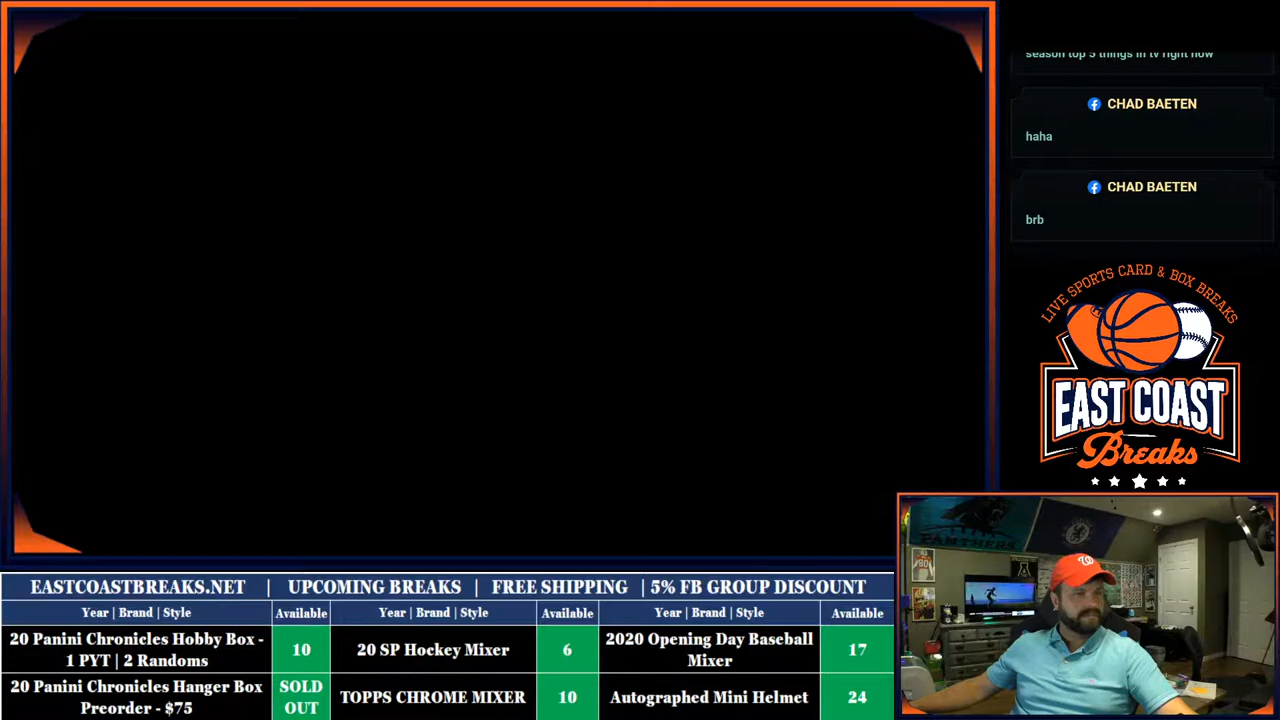 season top 5 things in tv right now
CHAD BAETEN
haha
CHAD BAETEN
brb
LIVE SPORTS CARD & BOX BREAKS
EAST COAST
Breaks
PANTHERS
EASTCOASTBREAKS.NET | UPCOMING BREAKS | FREE SHIPPING | 5% FB GROUP DISCOUNT
Year | Brand | Style Available Year | Brand | Style Available Year | Brand | Style Available
20 Panini Chronicles Hobby Box -
1 PYT | 2 Randoms
10
20 SP Hockey Mixer
6
2020 Opening Day Baseball
Mixer
17
20 Panini Chronicles Hanger Box
Preorder - $75
SOLD
OUT
TOPPS CHROME MIXER
10
Autographed Mini Helmet
24